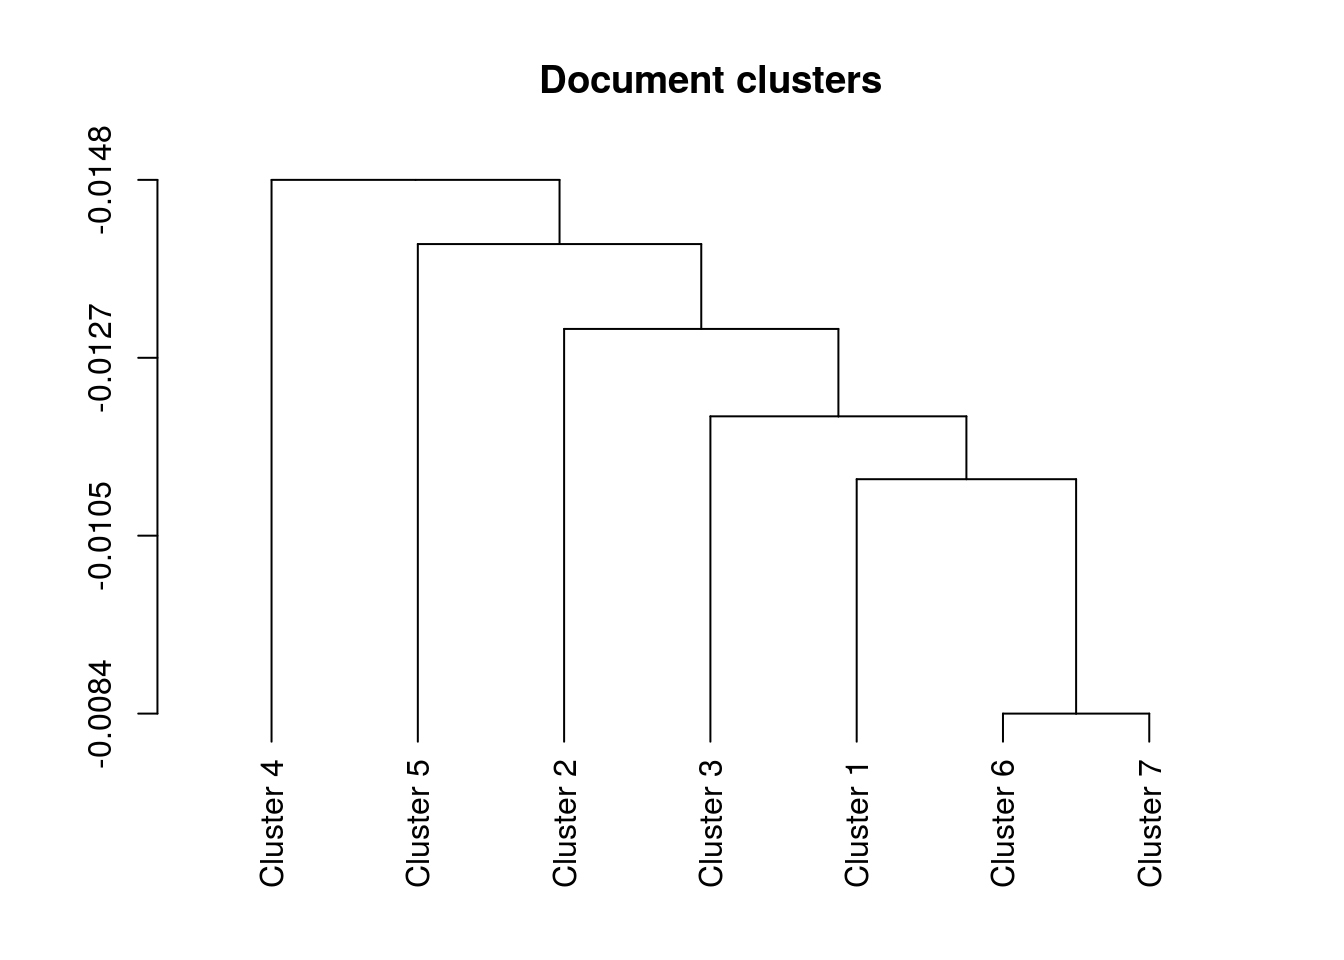 Document clusters
-0.0148
-0.0127
-0.0105
-0.0084
Cluster 4
Cluster 5
Cluster 2
Cluster 3
Cluster 1
Cluster 6
Cluster 7